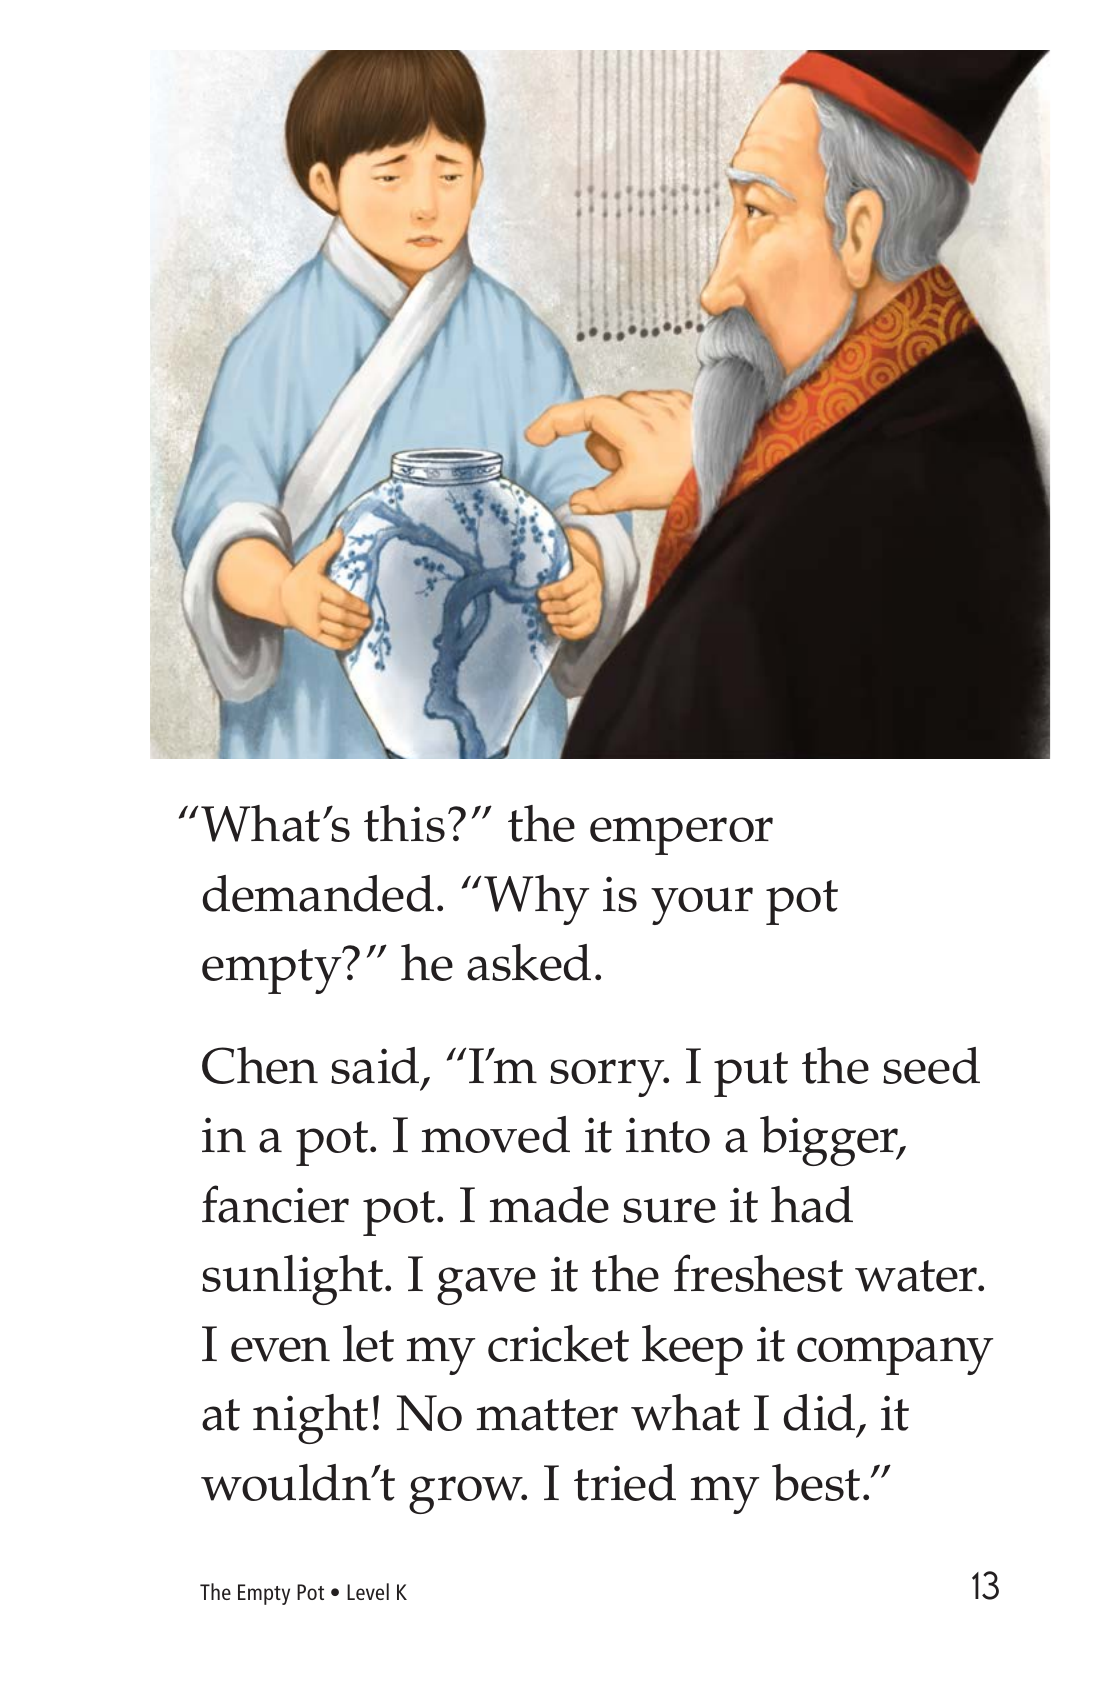 “What’s this?” the emperor
demanded. “Why is your pot
empty?” he asked.
Chen said, “I’m sorry. I put the seed
in a pot. I moved it into a bigger,
fancier pot. I made sure it had
sunlight. I gave it the freshest water.
I even let my cricket keep it company
at night! No matter what I did, it
wouldn’t grow. I tried my best.”
The Empty Pot • Level K
13